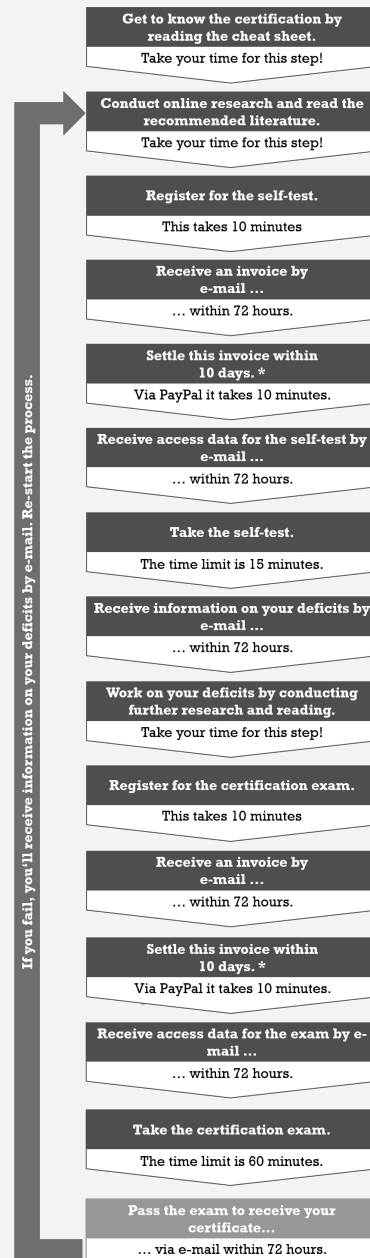 Get to know the certification by
reading the cheat sheet.
Take your time for this step!
Conduct online research and read the
recommended literature.
Take your time for this step!
Register for the self-test.
This takes 10 minutes
Receive an invoice by
e-mail …
… within 72 hours.
Settle this invoice within
10 days. *
Via PayPal it takes 10 minutes.
Receive access data for the self-test by
e-mail …
… within 72 hours.
Take the self-test.
The time limit is 15 minutes.
Receive information on your deficits by
e-mail …
… within 72 hours.
Work on your deficits by conducting
further research and reading.
Take your time for this step!
Register for the certification exam.
This takes 10 minutes
Receive an invoice by
e-mail …
… within 72 hours.
Settle this invoice within
10 days. *
Via PayPal it takes 10 minutes.
Receive access data for the exam by e-
mail …
… within 72 hours.
Take the certification exam.
The time limit is 60 minutes.
Pass the exam to receive your
certificate…
… via e-mail within 72 hours.
If you fail, you‘ll receive information on your deficits by e-mail. Re-start the process.